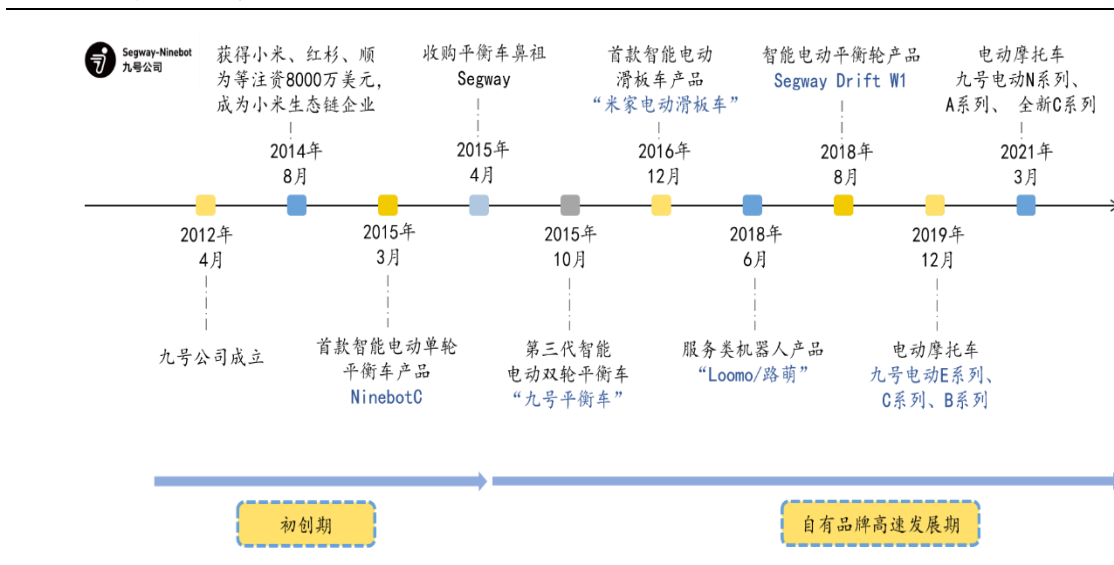 Segway-Ninebot
九号公司
获得小米、红杉、顺
为等注资8000万美元,
成为小米生态链企业
收购平衡车鼻祖
Segway
首款智能电动
滑板车产品
“米家电动滑板车”
智能电动平衡轮产品
Segway Drift W1
电动摩托车
九号电动N系列、
A系列、 全新C系列
2014年
8月
2015年
4月
2016年
12月
2018年
8月
2021年
3月
2012年
4月
2015年
3月
2015年
10月
2018年
6月
2019年
12月
九号公司成立
首款智能电动单轮
平衡车产品
NinebotC
第三代智能
电动双轮平衡车
“九号平衡车”
服务类机器人产品
“Loomo/路萌”
电动摩托车
九号电动E系列、
C系列、B系列
初创期
自有品牌高速发展期